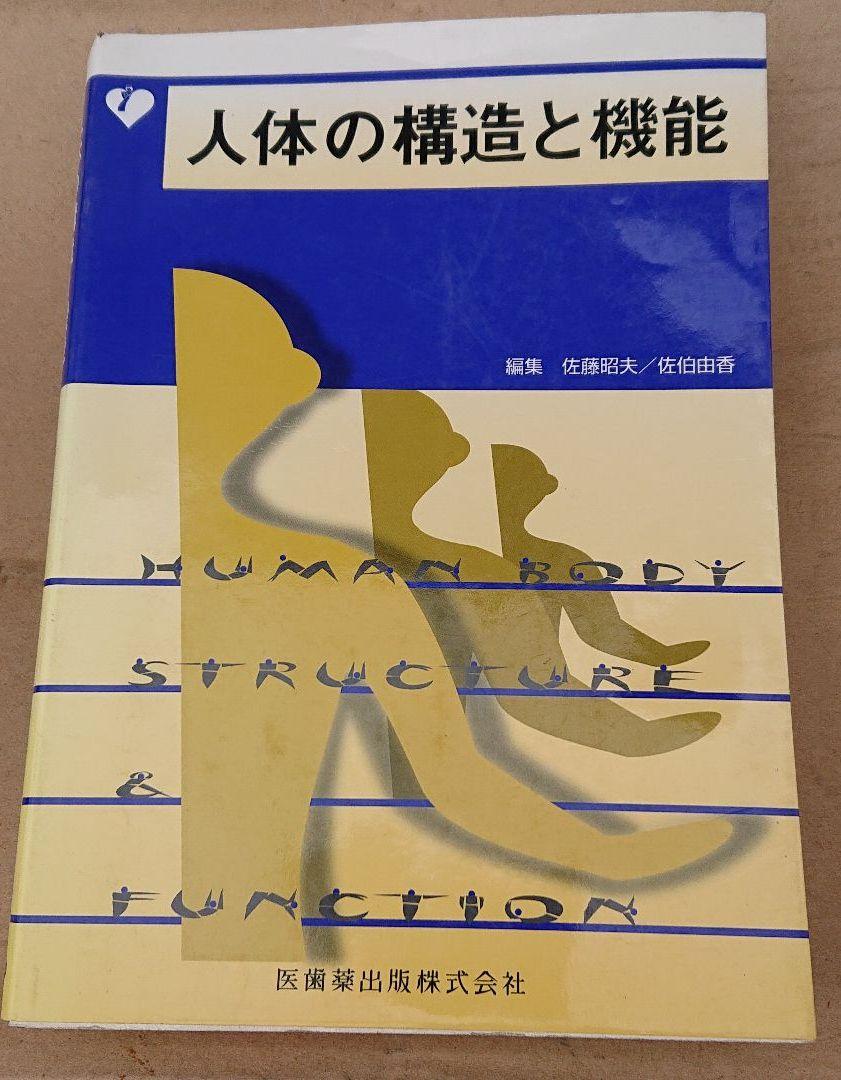 人体の構造と機能
編集　佐藤昭夫／佐伯由香
HUMAN BODY
STRUCTURE
&
FUNCTION
医歯薬出版株式会社